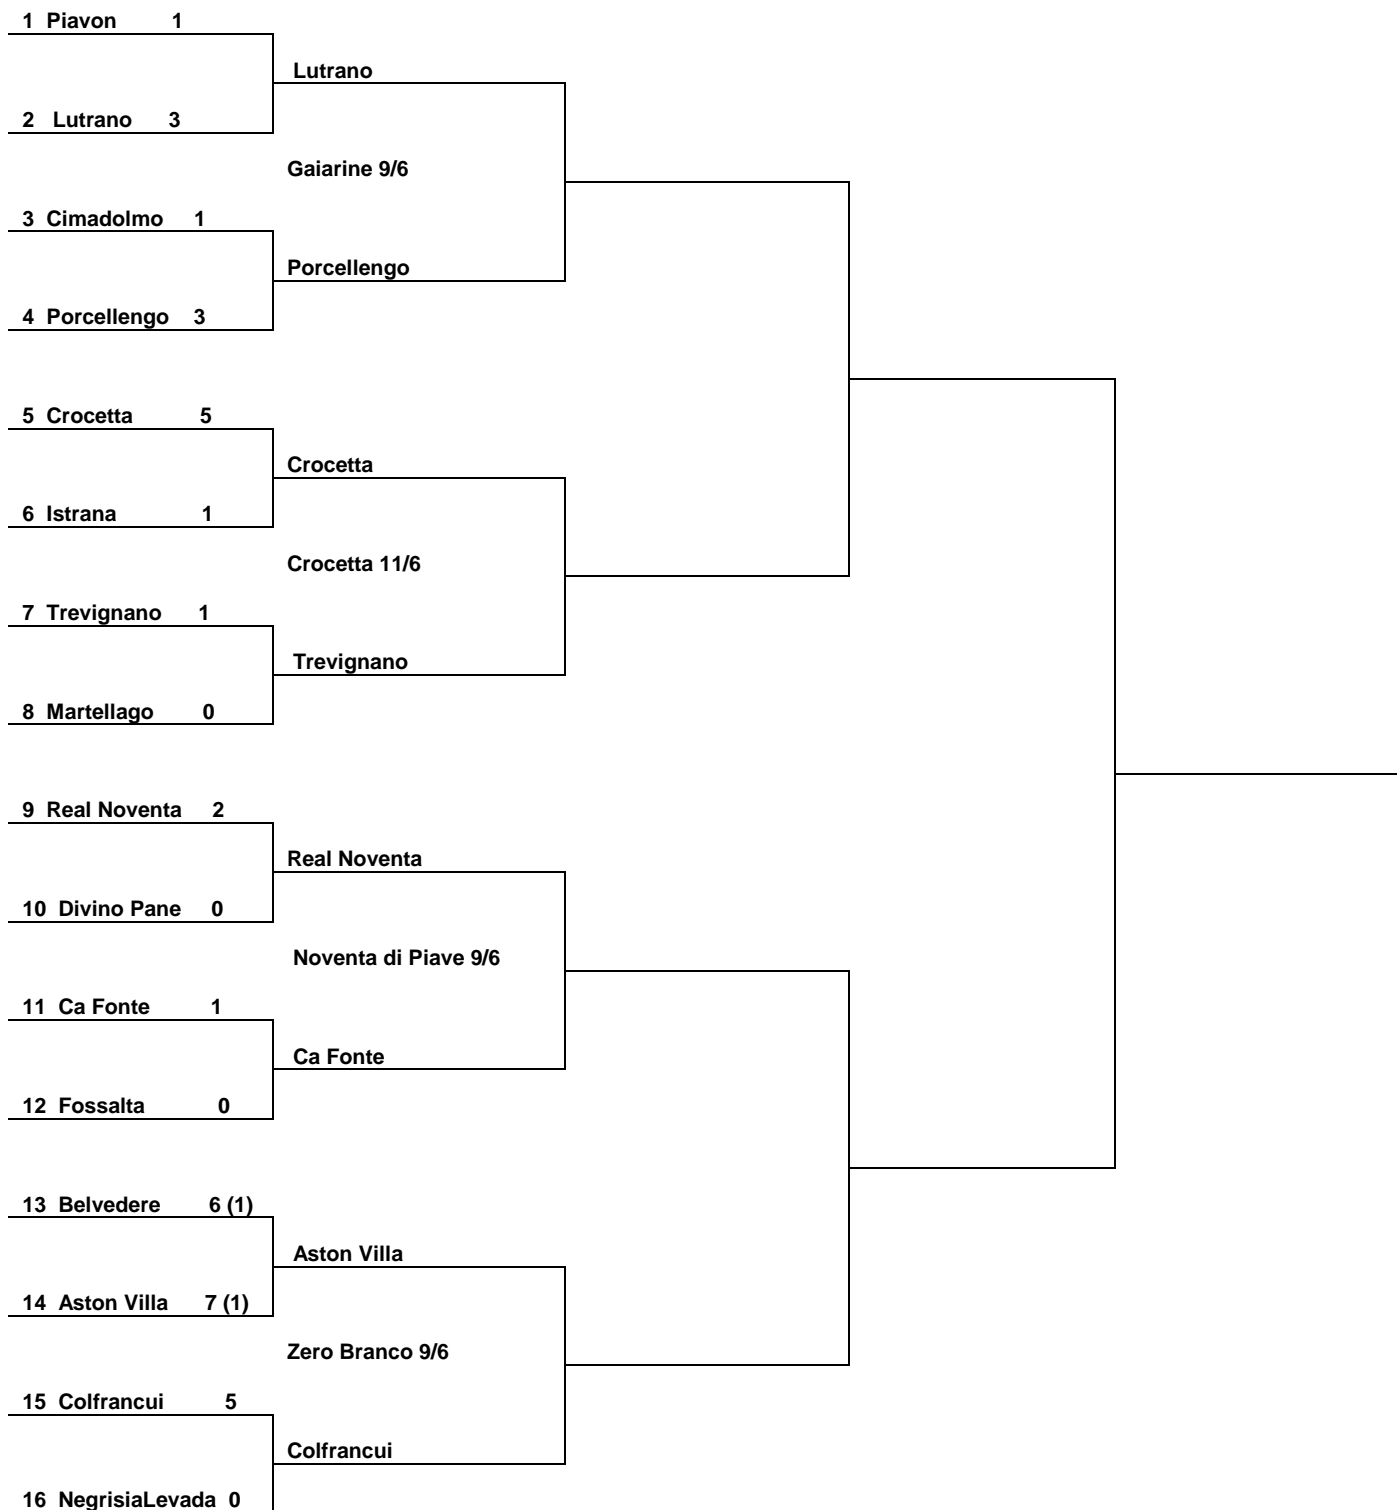 1 Piavon 1
Lutrano
2 Lutrano 3
Gaiarine 9/6
3 Cimadolmo 1
Porcellengo
4 Porcellengo 3
5 Crocetta 5
Crocetta
6 Istrana 1
Crocetta 11/6
7 Trevignano 1
Trevignano
8 Martellago 0
9 Real Noventa 2
Real Noventa
10 Divino Pane 0
Noventa di Piave 9/6
11 Ca Fonte 1
Ca Fonte
12 Fossalta 0
13 Belvedere 6 (1)
Aston Villa
14 Aston Villa 7 (1)
Zero Branco 9/6
15 Colfrancui 5
Colfrancui
16 NegrisiaLevada 0